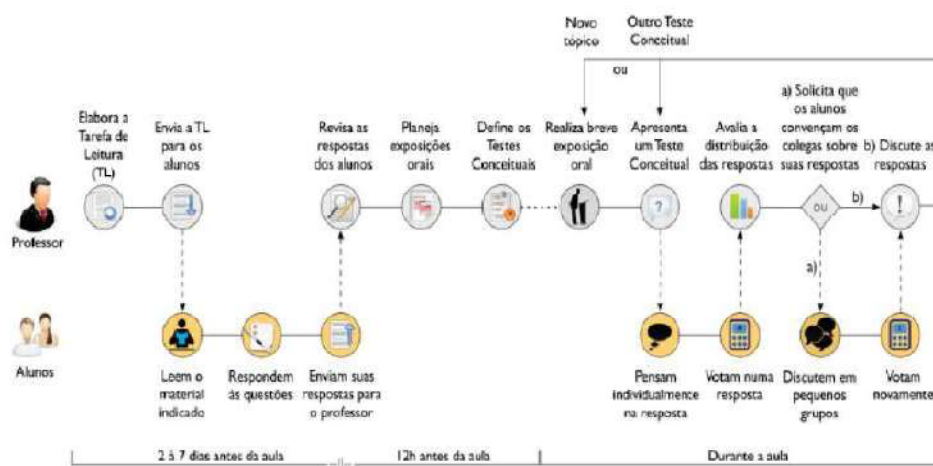 Novo
tópico
Outro Teste
Conceitual
ou
Elabora a
Tarefa de
Leitura
(TL)
Envia a TL
para os
alunos
Revisa as
respostas
dos alunos
Planeja
exposições
orais
Define os
Testes
Conceituais
Realiza breve
exposição
oral
Apresenta
um Teste
Conceitual
Avalia a
distribuição
das respostas
a) Solicita que
os alunos
convençam os
colegas sobre
suas respostas
b) Discute as
respostas
?
ou
b)
!
Professor
a)
Alunos
Leem o
material
indicado
Respondem
às questões
Enviam suas
respostas para
o professor
Pensam
individualmente
na resposta
Votam numa
resposta
Discutem em
pequenos
grupos
Votam
novamente
2 à 7 dias antes da aula
12h antes da aula
Durante a aula